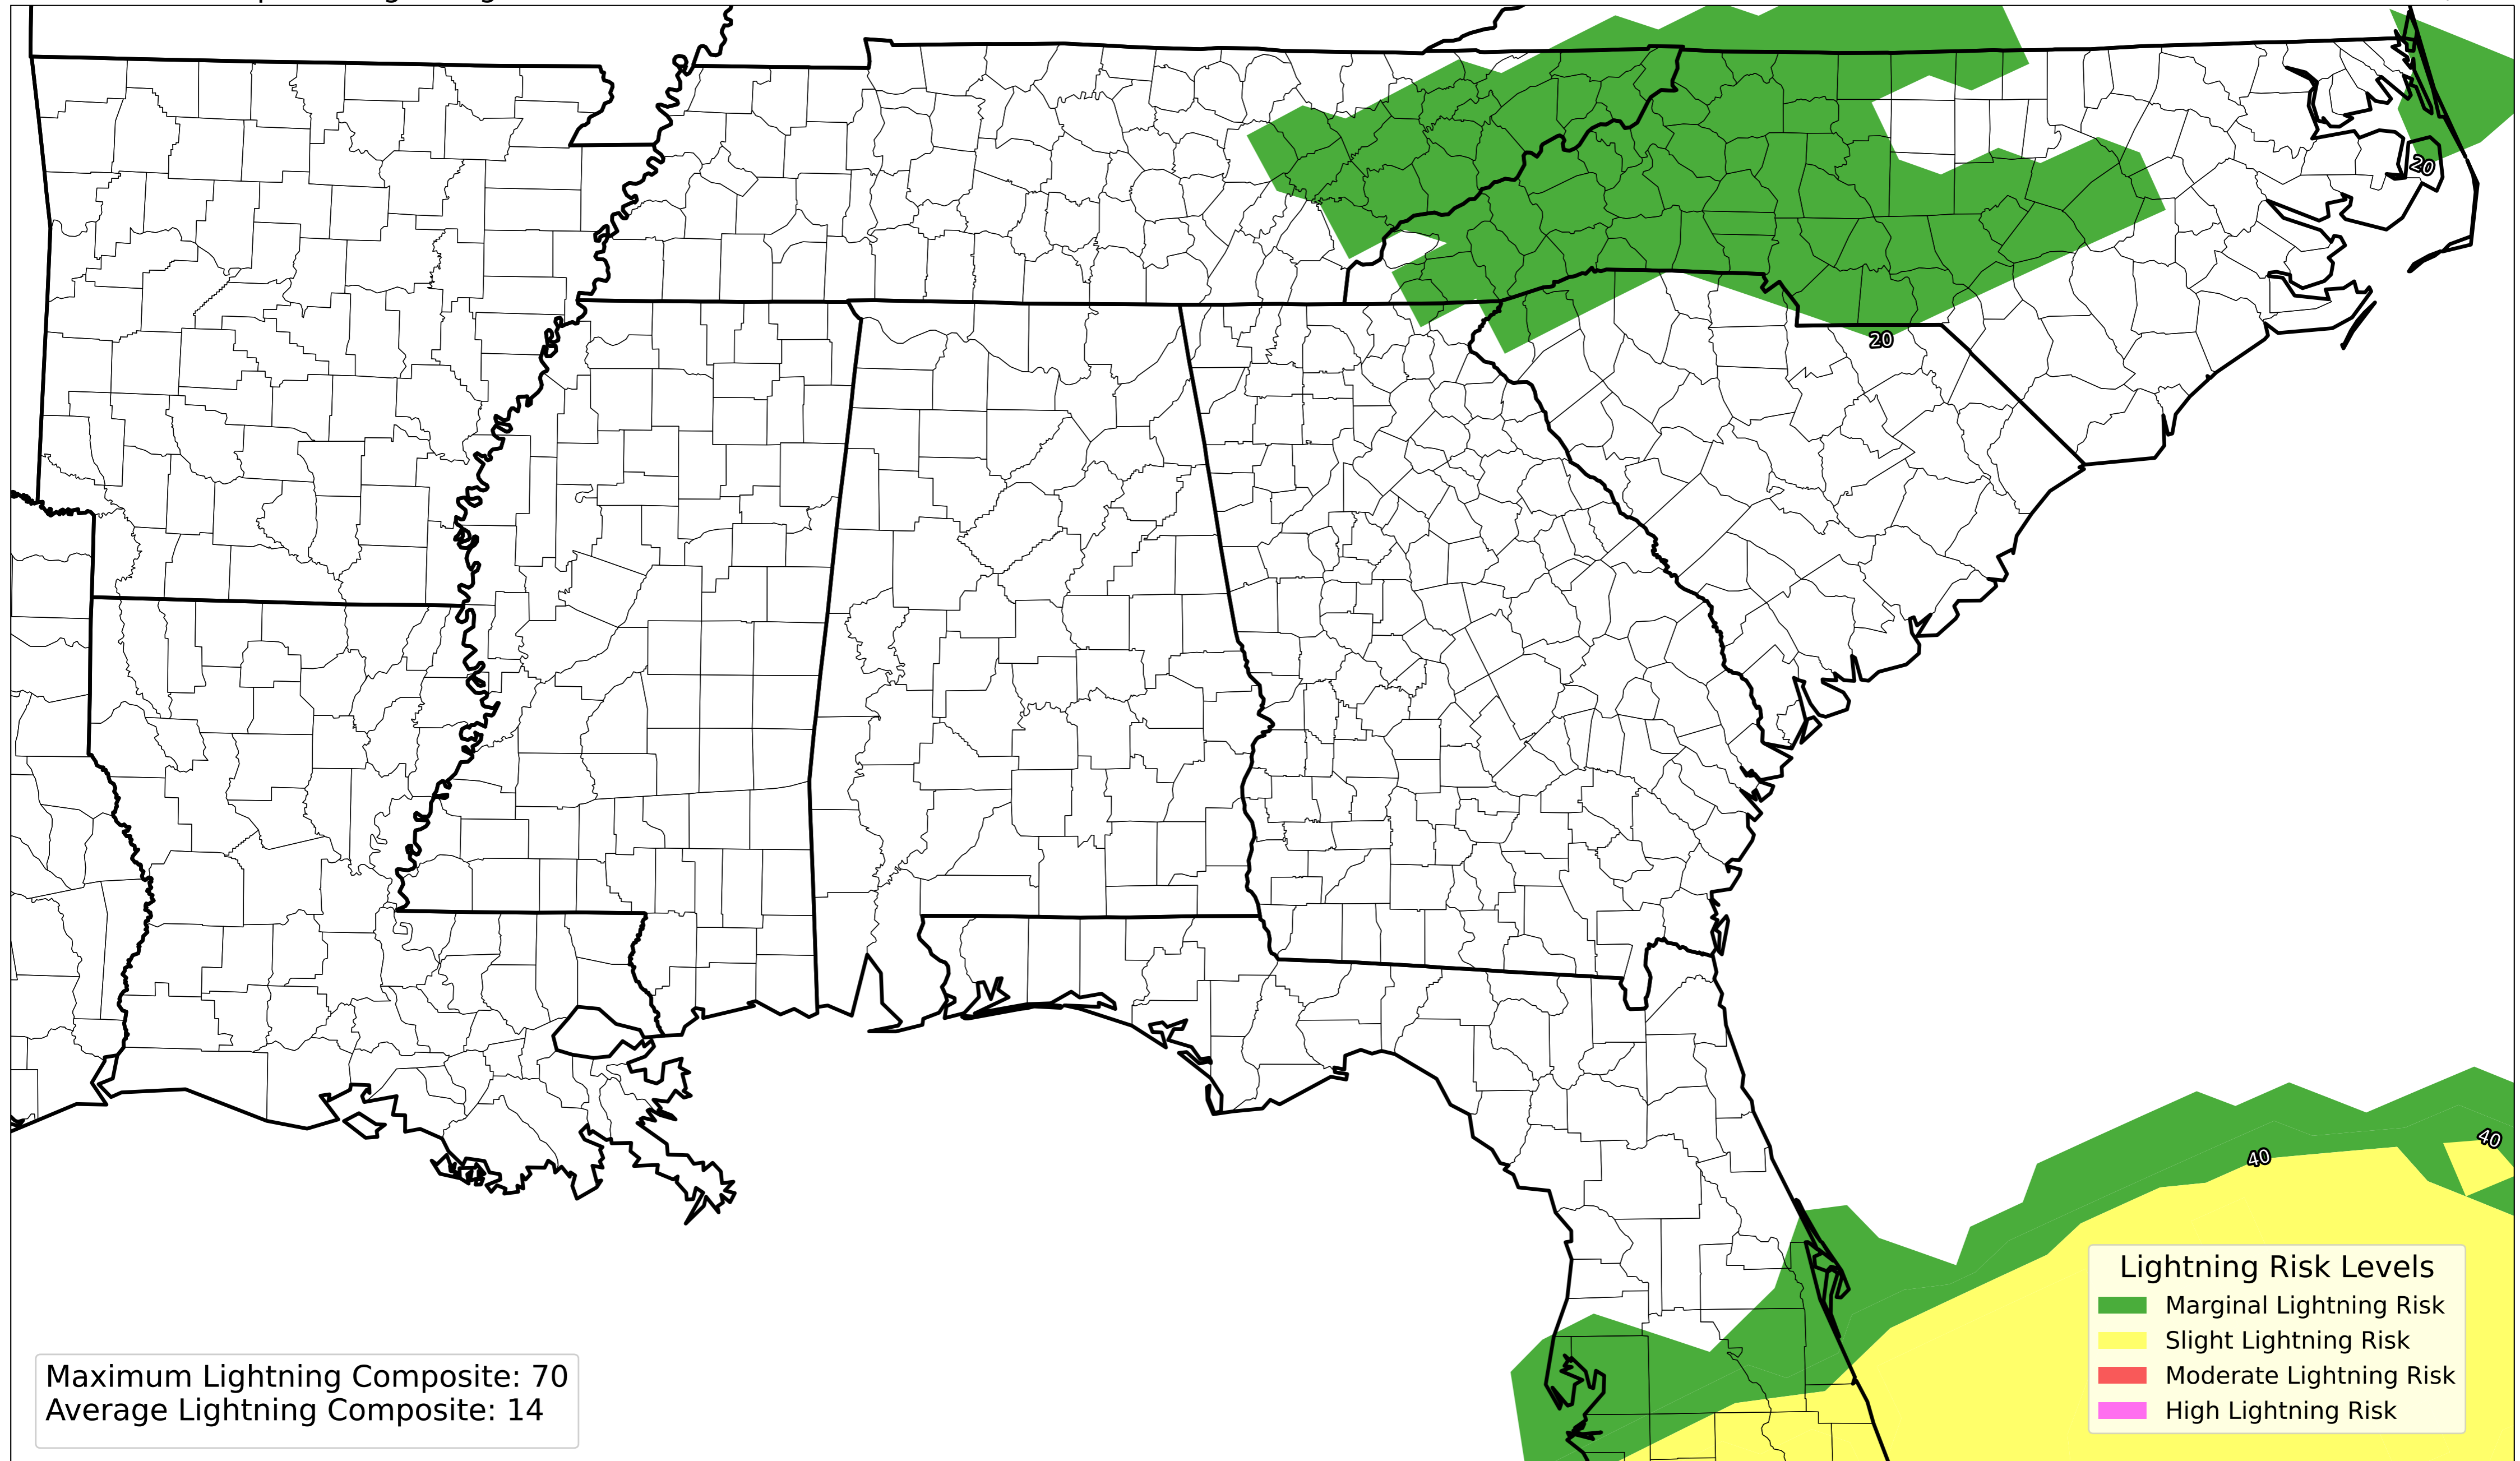 20
20
40
40
Lightning Risk Levels
Marginal Lightning Risk
Slight Lightning Risk
Moderate Lightning Risk
High Lightning Risk
Maximum Lightning Composite: 70
Average Lightning Composite: 14